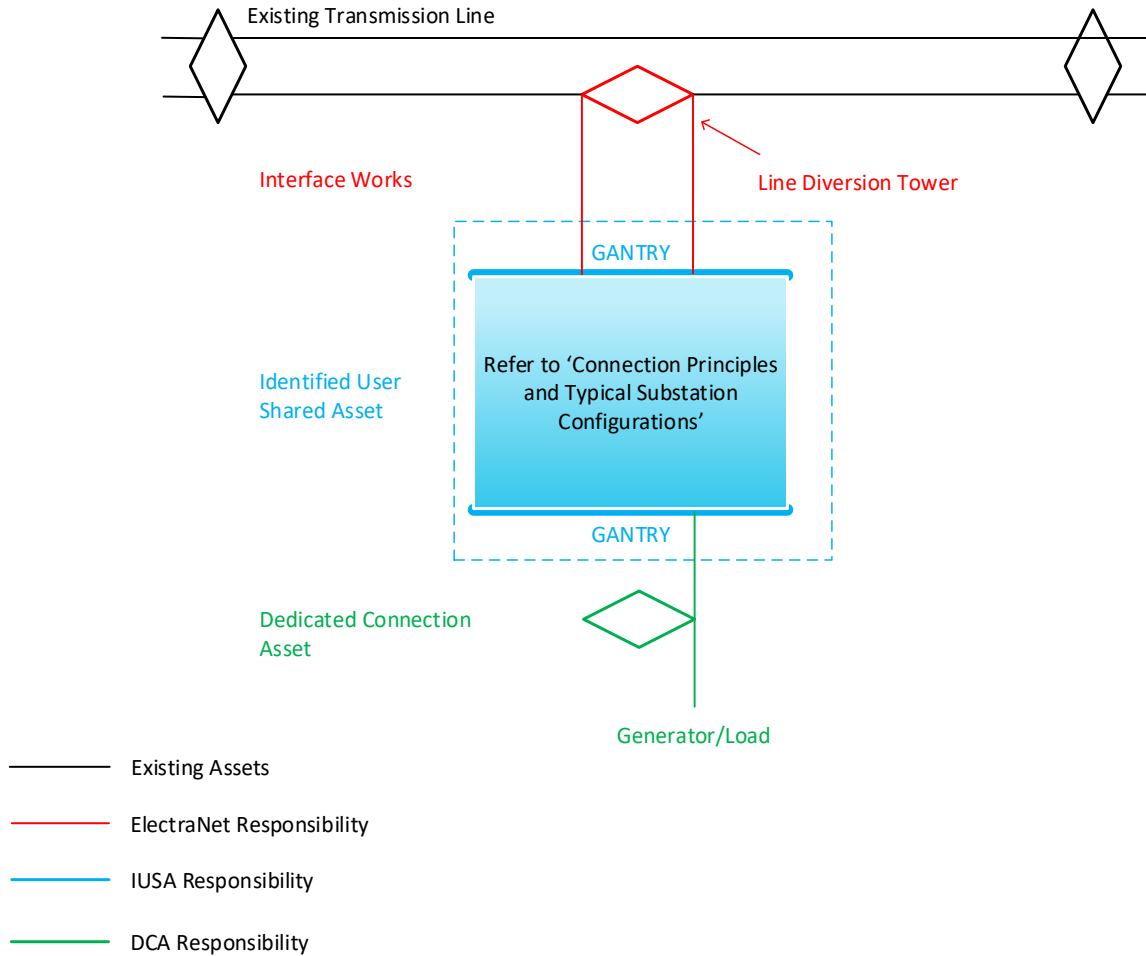 Existing Transmission Line
Interface Works
Line Diversion Tower
GANTRY
Refer to ‘Connection Principles
and Typical Substation
Configurations’
Identified User
Shared Asset
GANTRY
Dedicated Connection
Asset
Generator/Load
Existing Assets
ElectraNet Responsibility
IUSA Responsibility
DCA Responsibility